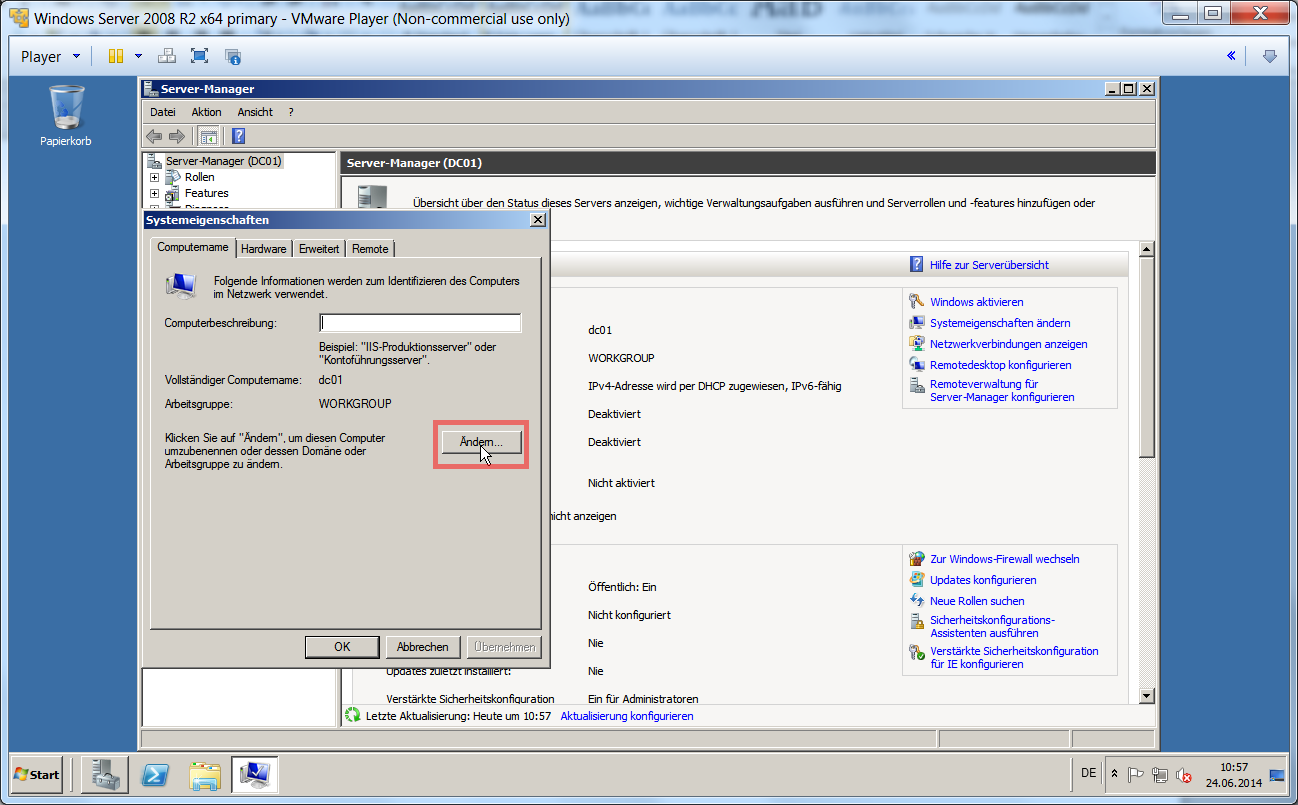 Windows Server 2008 R2 x64 primary - VMware Player (Non-commercial use only)
Player
Papierkorb
Server-Manager
Datei Aktion Ansicht ?
Server-Manager (DC01)
Rollen
Features
Server-Manager (DC01)
Übersicht über den Status dieses Servers anzeigen, wichtige Verwaltungsaufgaben ausführen und Serverrollen und -features hinzufügen oder
Systemeigenschaften
Computername Hardware Erweitert Remote
Folgende Informationen werden zum Identifizieren des Computers
im Netzwerk verwendet.
Computerbeschreibung:
Beispiel: "IIS-Produktionsserver" oder
"Kontoführungsserver".
Vollständiger Computername: dc01
Arbeitsgruppe: WORKGROUP
Klicken Sie auf "Ändern", um diesen Computer
umzubenennen oder dessen Domäne oder
Arbeitsgruppe zu ändern.
Ändern...
OK Abbrechen Übernehmen
Hilfe zur Serverübersicht
dc01
WORKGROUP
IPv4-Adresse wird per DHCP zugewiesen, IPv6-fähig
Deaktiviert
Deaktiviert
Nicht aktiviert
nicht anzeigen
Windows aktivieren
Systemeigenschaften ändern
Netzwerkverbindungen anzeigen
Remotedesktop konfigurieren
Remoteverwaltung für
Server-Manager konfigurieren
Öffentlich: Ein
Nicht konfiguriert
Nie
Updates zuletzt installiert: Nie
Verstärkte Sicherheitskonfiguration Ein für Administratoren
Zur Windows-Firewall wechseln
Updates konfigurieren
Neue Rollen suchen
Sicherheitskonfigurations-
Assistenten ausführen
Verstärkte Sicherheitskonfiguration
für IE konfigurieren
Letzte Aktualisierung: Heute um 10:57 Aktualisierung konfigurieren
Start
DE
10:57
24.06.2014